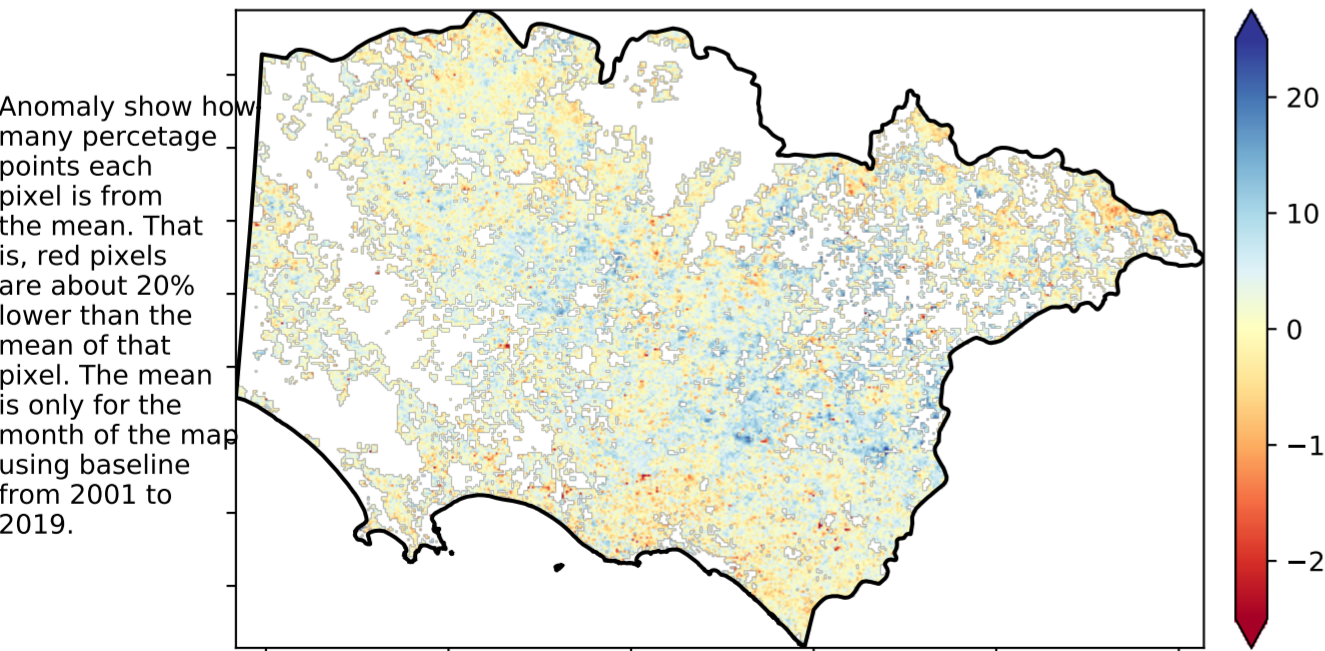 Anomaly show how
many percetage
points each
pixel is from
the mean. That
is, red pixels
are about 20%
lower than the
mean of that
pixel. The mean
is only for the
month of the map
using baseline
from 2001 to
2019.
20
10
0
−1
−2